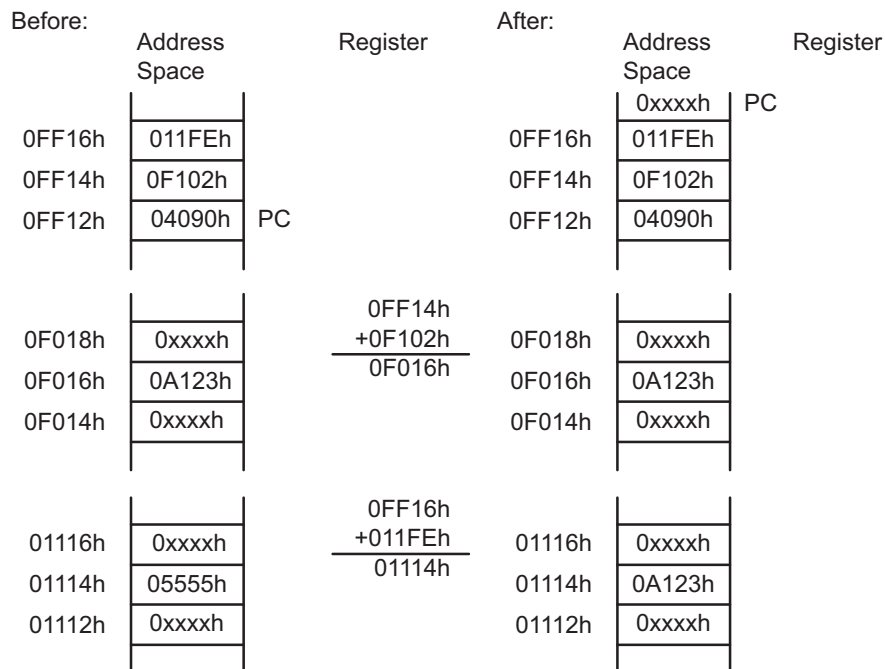 Before:
After:
Address Space
Register
Address Space
Register
0xxxxh PC
0FF16h 011FEh
0FF16h 011FEh
0FF14h 0F102h
0FF14h 0F102h
0FF12h 04090h PC
0FF12h 04090h
0FF14h
0F018h 0xxxxh
+0F102h
0F018h 0xxxxh
0F016h
0F016h 0A123h
0F016h 0A123h
0F014h 0xxxxh
0F014h 0xxxxh
0FF16h
01116h 0xxxxh
+011FEh
01116h 0xxxxh
01114h
01114h 05555h
01114h 0A123h
01112h 0xxxxh
01112h 0xxxxh